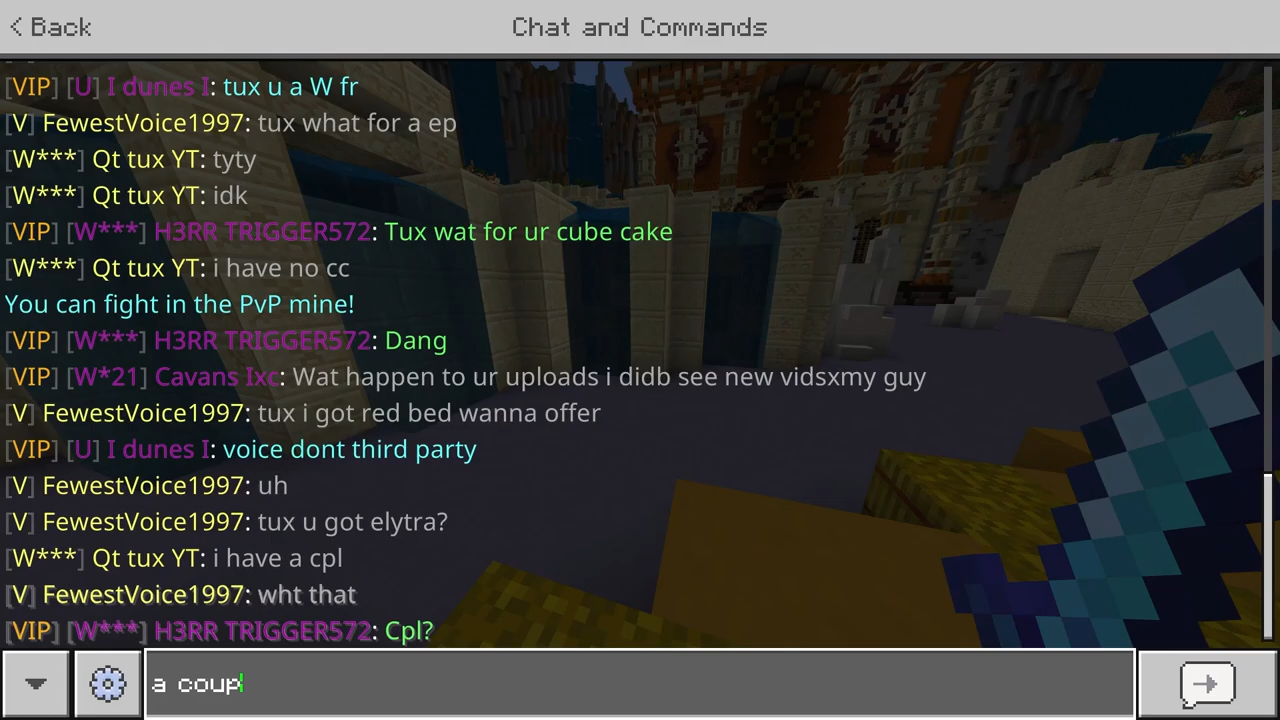 Back
Chat and Commands
[VIP] [U] I dunes I: tux u a W fr
[V] FewestVoice1997: tux what for a ep
[W***] Qt tux YT: tyty
[W***] Qt tux YT: idk
[VIP] [W***] H3RR TRIGGER572: Tux wat for ur cube cake
[W***] Qt tux YT: i have no cc
You can fight in the PvP mine!
[VIP] [W***] H3RR TRIGGER572: Dang
[VIP] [W*21] Cavans Ixc: Wat happen to ur uploads i didb see new vidsxmy guy
[V] FewestVoice1997: tux i got red bed wanna offer
[VIP] [U] I dunes I: voice dont third party
[V] FewestVoice1997: uh
[V] FewestVoice1997: tux u got elytra?
[W***] Qt tux YT: i have a cpl
[V] FewestVoice1997: wht that
[VIP] [W***] H3RR TRIGGER572: Cpl?
a coup